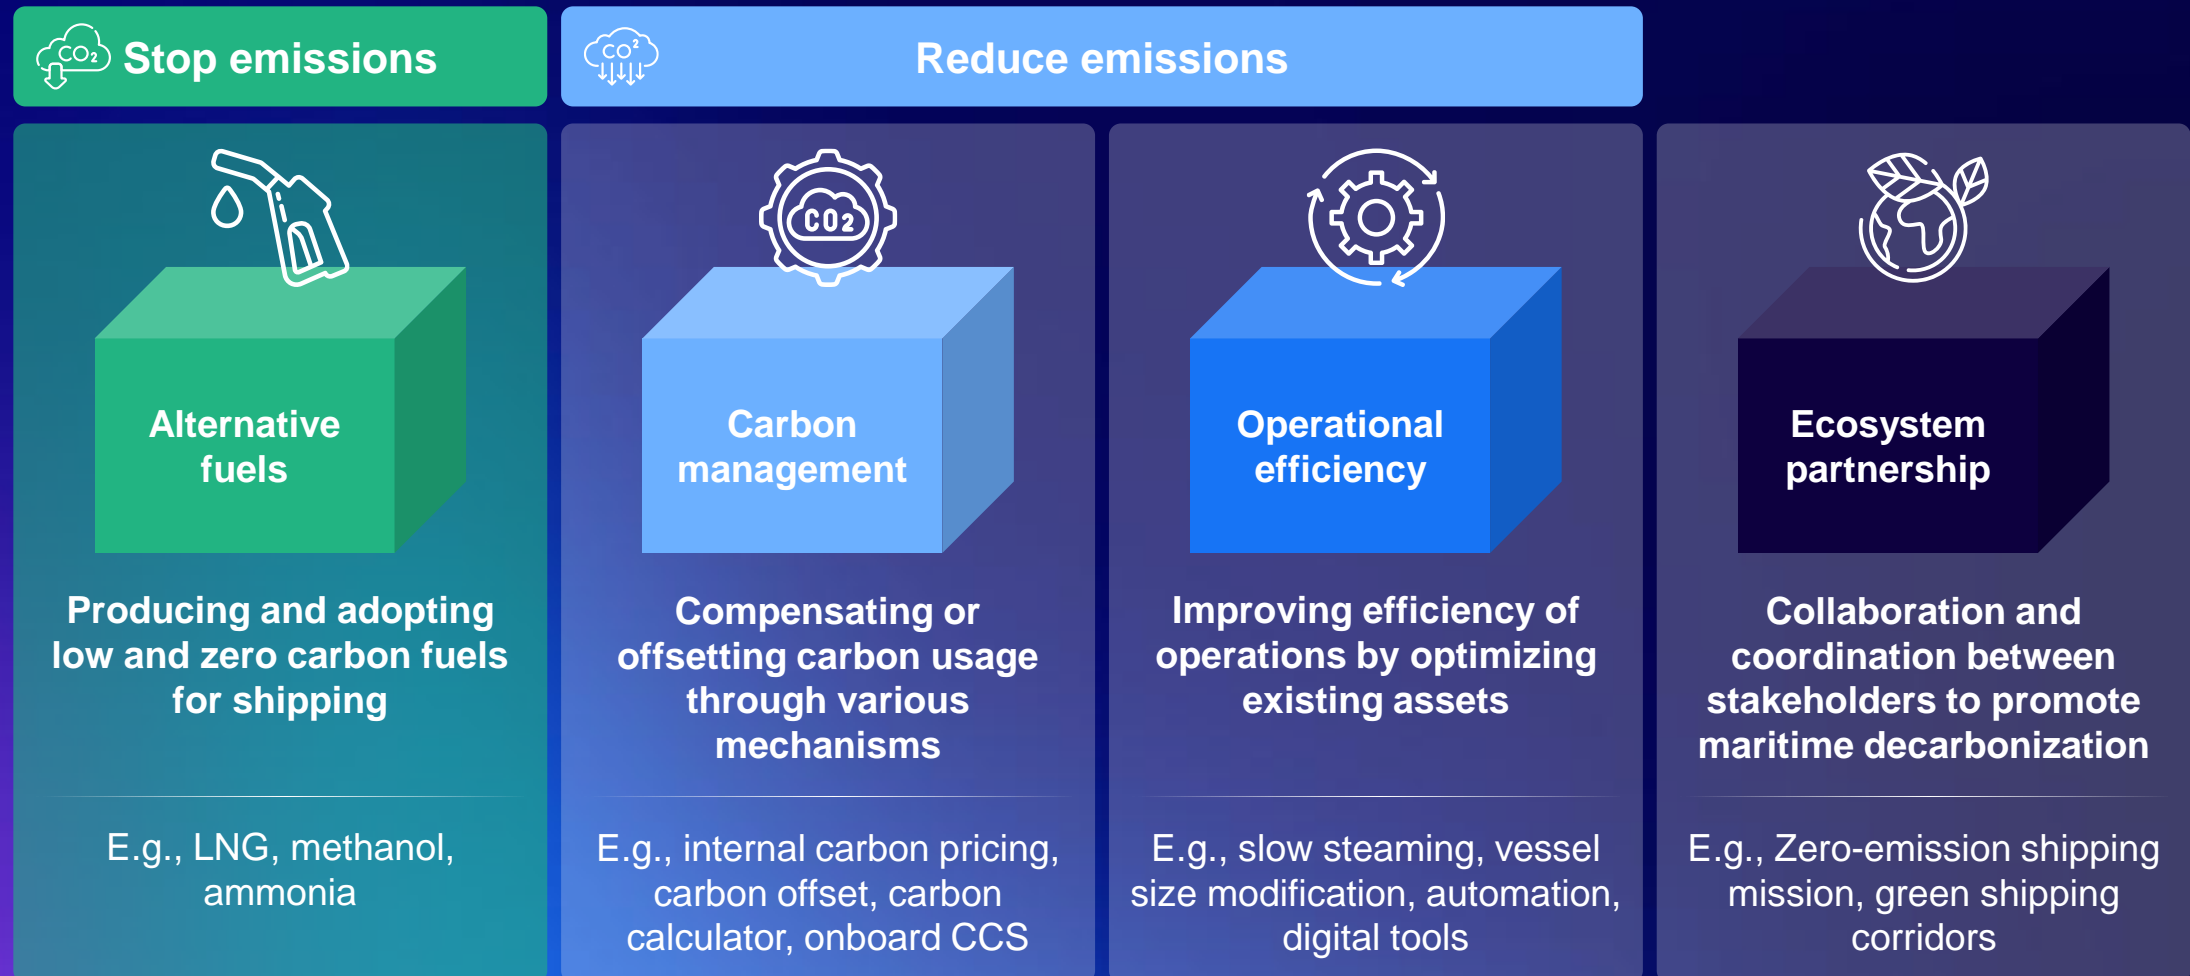 CO₂
Stop emissions
CO²
Reduce emissions
Alternative
fuels
Producing and adopting
low and zero carbon fuels
for shipping
E.g., LNG, methanol,
ammonia
CO2
Carbon
management
Compensating or
offsetting carbon usage
through various
mechanisms
E.g., internal carbon pricing,
carbon offset, carbon
calculator, onboard CCS
Operational
efficiency
Improving efficiency of
operations by optimizing
existing assets
E.g., slow steaming, vessel
size modification, automation,
digital tools
Ecosystem
partnership
Collaboration and
coordination between
stakeholders to promote
maritime decarbonization
E.g., Zero-emission shipping
mission, green shipping
corridors